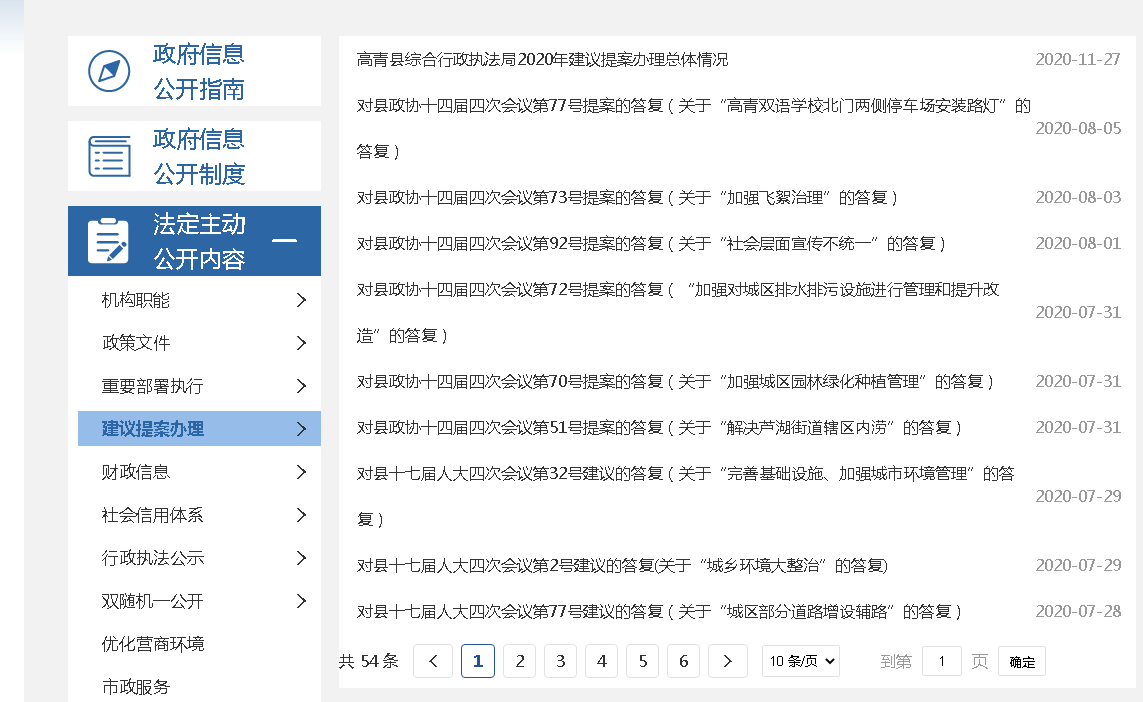 政府信息
公开指南
政府信息
公开制度
法定主动
公开内容
机构职能
政策文件
重要部署执行
建议提案办理
财政信息
社会信用体系
行政执法公示
双随机一公开
优化营商环境
市政服务
高青县综合行政执法局2020年建议提案办理总体情况 2020-11-27
对县政协十四届四次会议第77号提案的答复（关于“高青双语学校北门两侧停车场安装路灯”的
答复） 2020-08-05
对县政协十四届四次会议第73号提案的答复（关于“加强飞絮治理”的答复） 2020-08-03
对县政协十四届四次会议第92号提案的答复（关于“社会层面宣传不统一”的答复） 2020-08-01
对县政协十四届四次会议第72号提案的答复（ “加强对城区排水排污设施进行管理和提升改
造”的答复） 2020-07-31
对县政协十四届四次会议第70号提案的答复（关于“加强城区园林绿化种植管理”的答复） 2020-07-31
对县政协十四届四次会议第51号提案的答复（关于“解决芦湖街道辖区内涝”的答复） 2020-07-31
对县十七届人大四次会议第32号建议的答复（关于“完善基础设施、加强城市环境管理”的答
复） 2020-07-29
对县十七届人大四次会议第2号建议的答复(关于“城乡环境大整治”的答复) 2020-07-29
对县十七届人大四次会议第77号建议的答复（关于“城区部分道路增设辅路”的答复） 2020-07-28
共 54 条 1 2 3 4 5 6 10 条/页 到第 1 页 确定